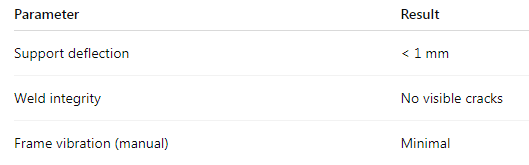 Parameter Result
Support deflection < 1 mm
Weld integrity No visible cracks
Frame vibration (manual) Minimal